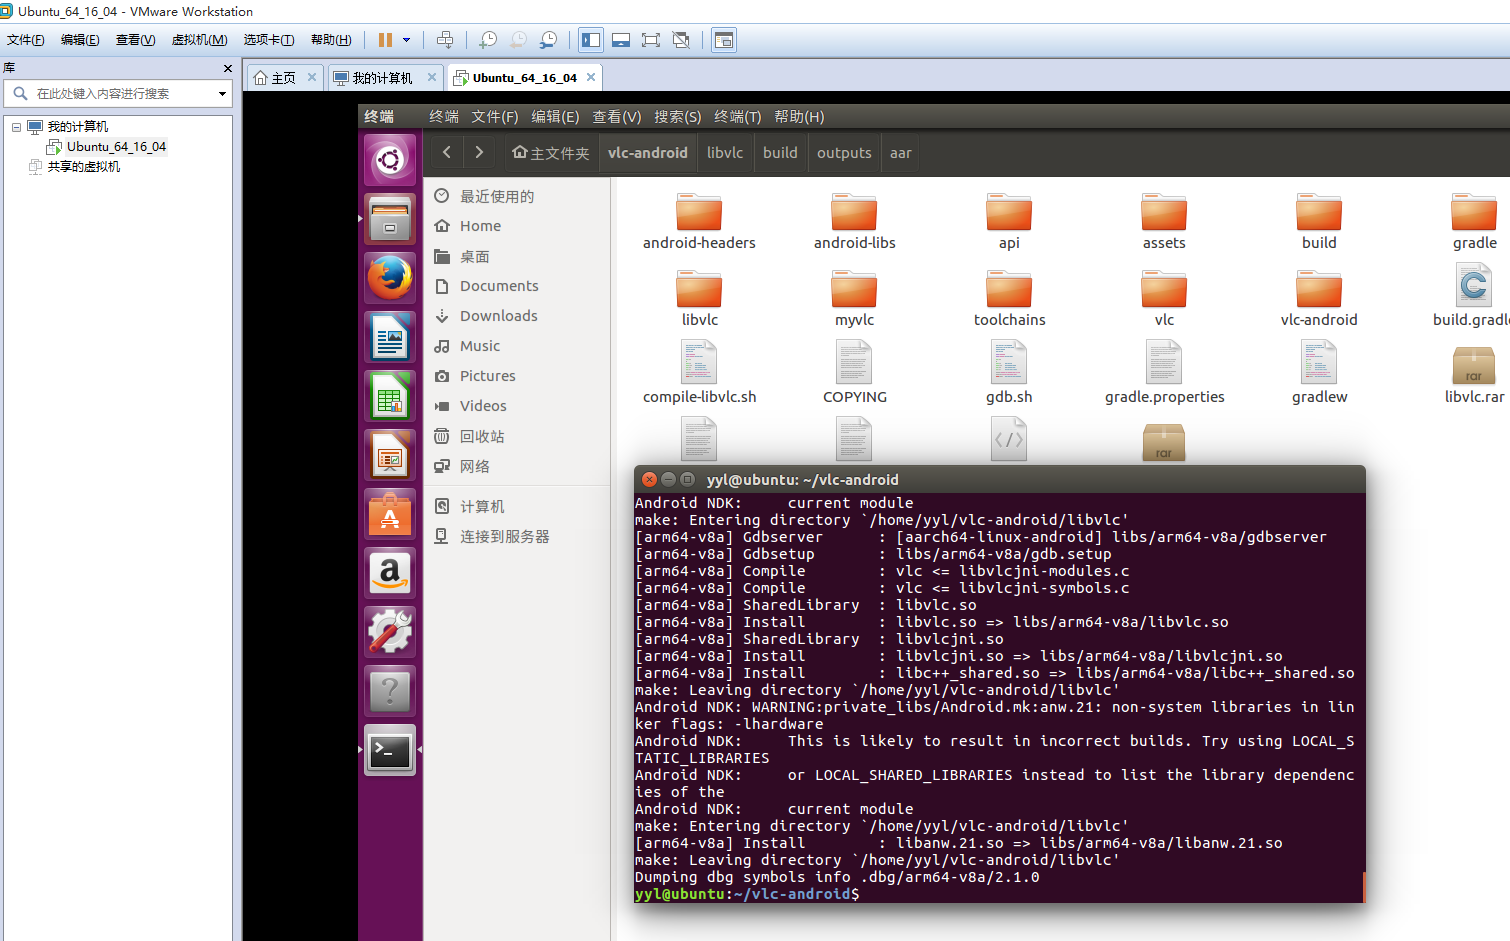 Ubuntu_64_16_04 - VMware Workstation
文件(F) 编辑(E) 查看(V) 虚拟机(M) 选项卡(T) 帮助(H)
库
在此处键入内容进行搜索
我的计算机
Ubuntu_64_16_04
共享的虚拟机
主页 我的计算机 Ubuntu_64_16_04
终端 终端 文件(F) 编辑(E) 查看(V) 搜索(S) 终端(T) 帮助(H)
主文件夹 vlc-android libvlc build outputs aar
最近使用的
Home
桌面
Documents
Downloads
Music
Pictures
Videos
回收站
网络
计算机
连接到服务器
android-headers android-libs api assets build gradle
libvlc myvlc toolchains vlc vlc-android build.gradle
compile-libvlc.sh COPYING gdb.sh gradle.properties gradlew libvlc.rar
rar
rar
yyl@ubuntu: ~/vlc-android
Android NDK:     current module
make: Entering directory `/home/yyl/vlc-android/libvlc'
[arm64-v8a] Gdbserver      : [aarch64-linux-android] libs/arm64-v8a/gdbserver
[arm64-v8a] Gdbsetup       : libs/arm64-v8a/gdb.setup
[arm64-v8a] Compile        : vlc <= libvlcjni-modules.c
[arm64-v8a] Compile        : vlc <= libvlcjni-symbols.c
[arm64-v8a] SharedLibrary  : libvlc.so
[arm64-v8a] Install        : libvlc.so => libs/arm64-v8a/libvlc.so
[arm64-v8a] SharedLibrary  : libvlcjni.so
[arm64-v8a] Install        : libvlcjni.so => libs/arm64-v8a/libvlcjni.so
[arm64-v8a] Install        : libc++_shared.so => libs/arm64-v8a/libc++_shared.so
make: Leaving directory `/home/yyl/vlc-android/libvlc'
Android NDK: WARNING:private_libs/Android.mk:anw.21: non-system libraries in lin
ker flags: -lhardware
Android NDK:     This is likely to result in incorrect builds. Try using LOCAL_S
TATIC_LIBRARIES
Android NDK:     or LOCAL_SHARED_LIBRARIES instead to list the library dependenc
ies of the
Android NDK:     current module
make: Entering directory `/home/yyl/vlc-android/libvlc'
[arm64-v8a] Install        : libanw.21.so => libs/arm64-v8a/libanw.21.so
make: Leaving directory `/home/yyl/vlc-android/libvlc'
Dumping dbg symbols info .dbg/arm64-v8a/2.1.0
yyl@ubuntu:~/vlc-android$